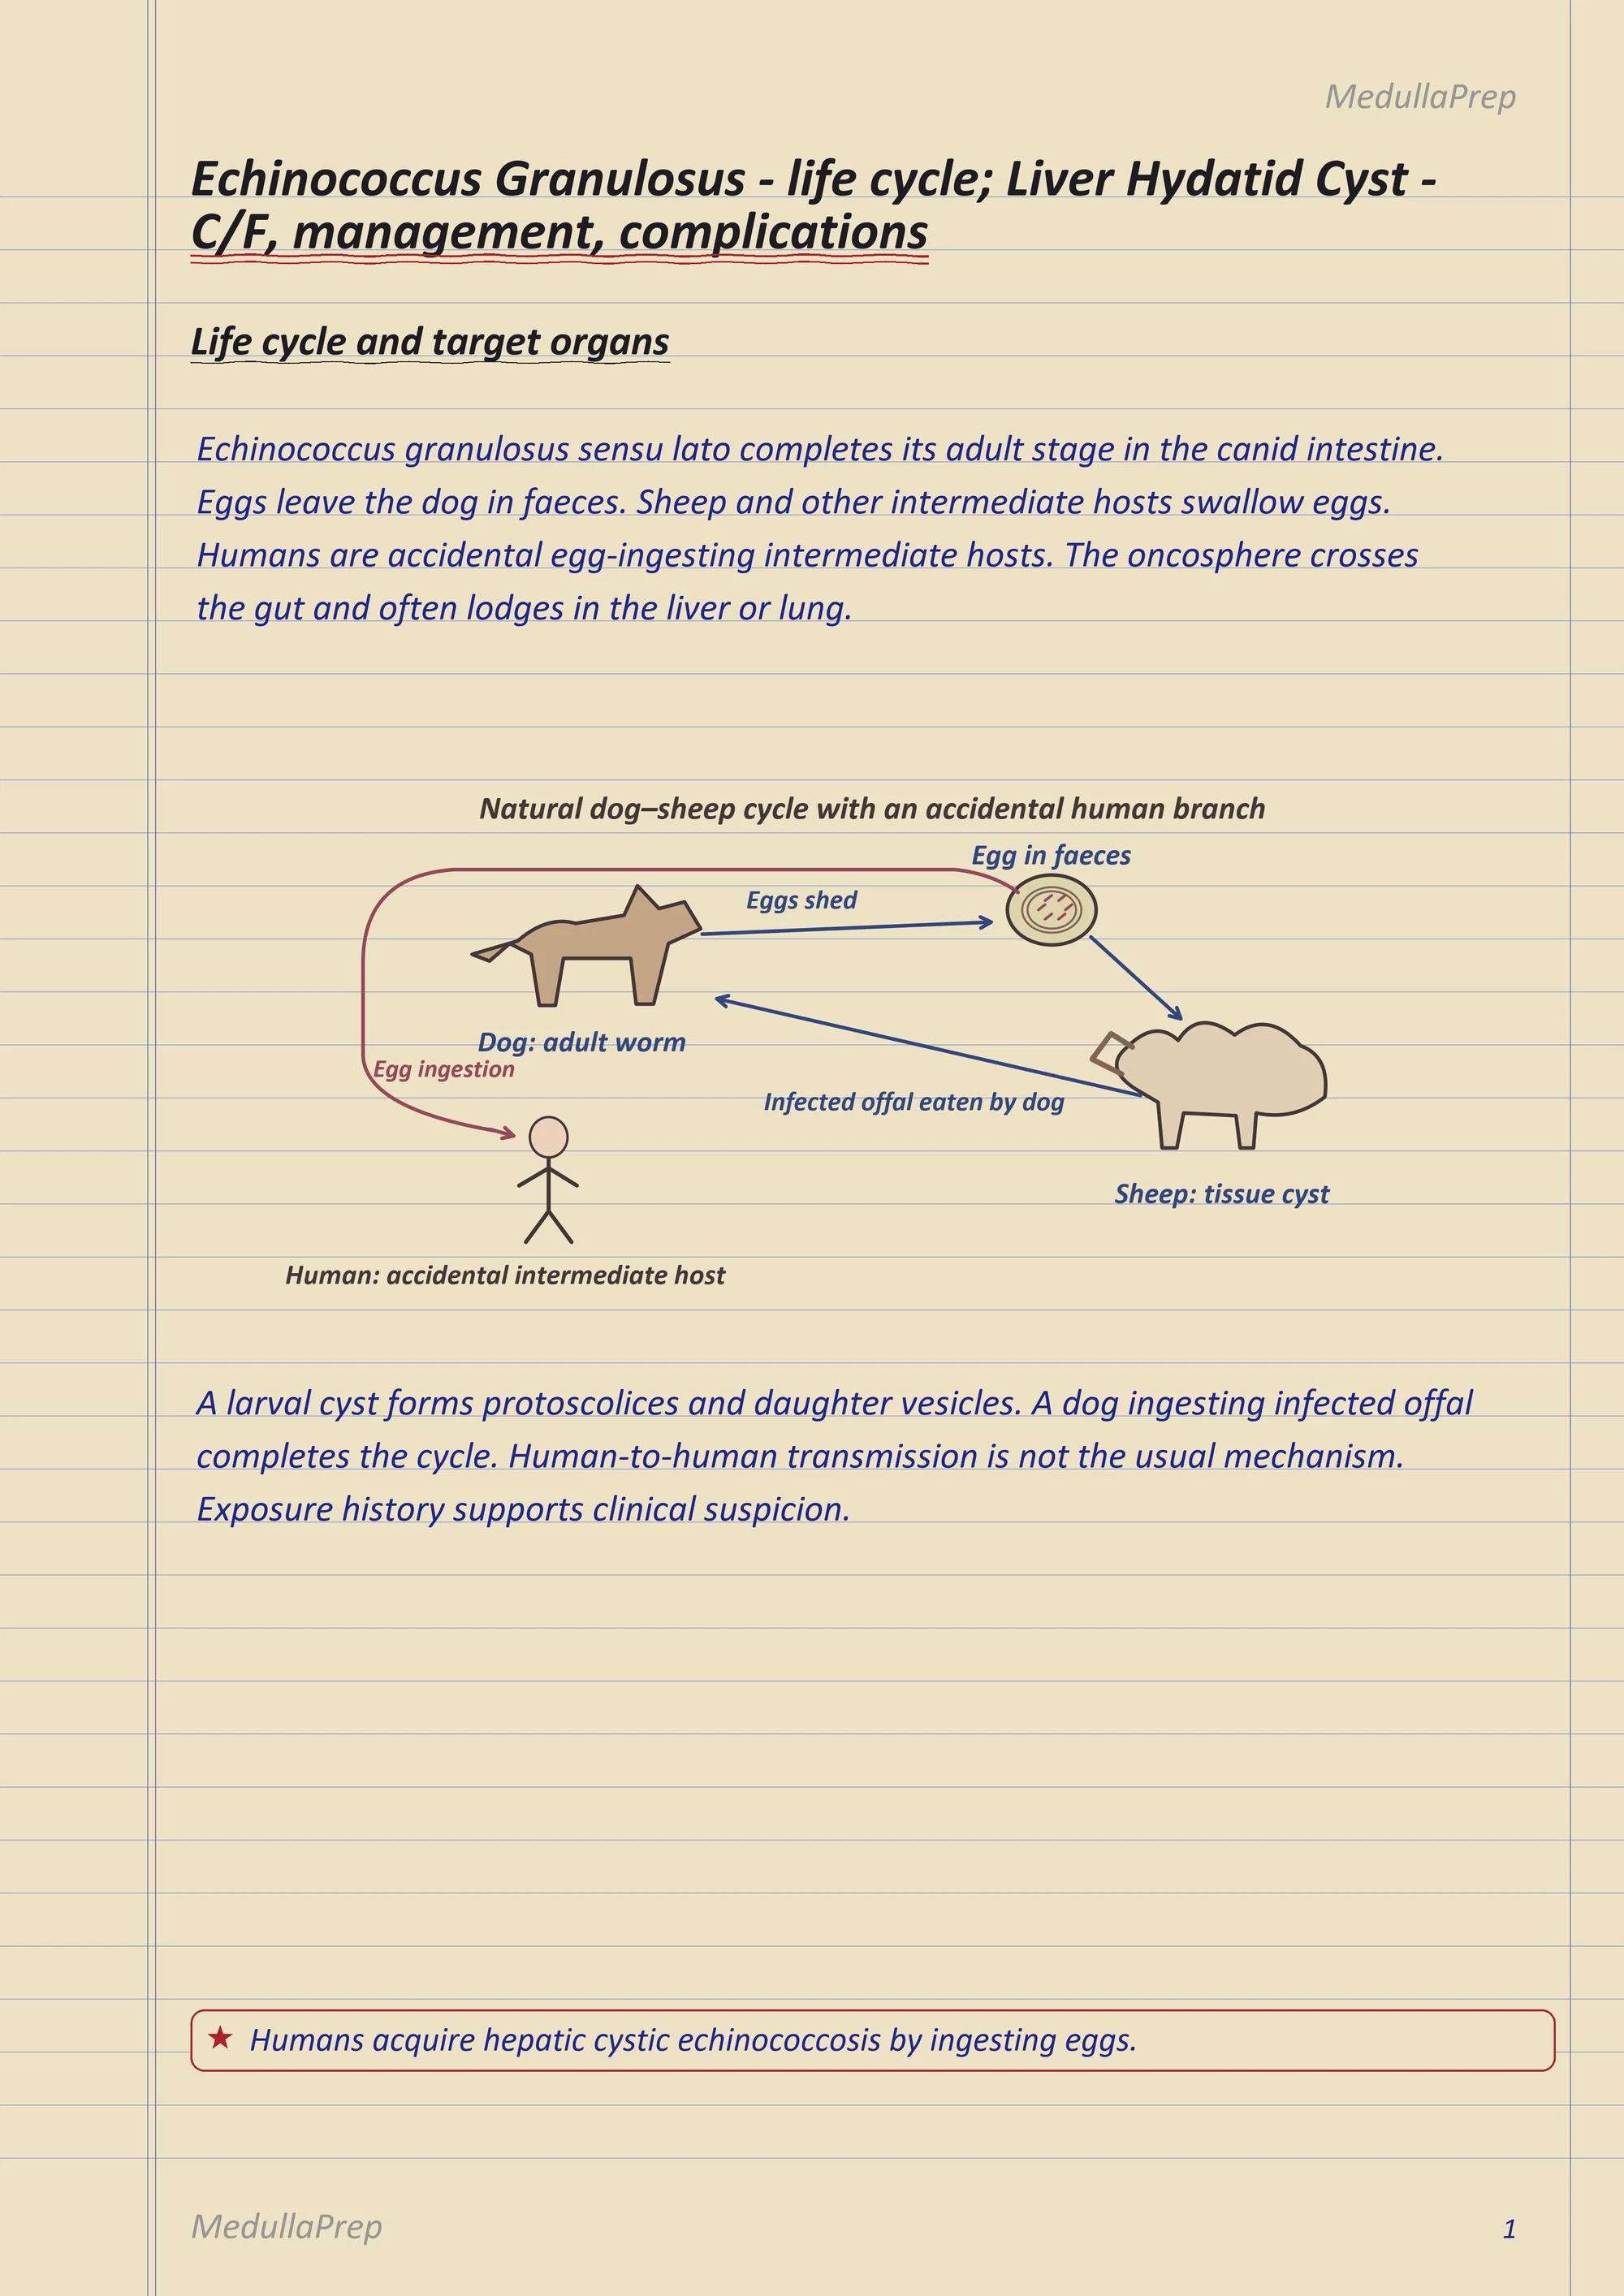 MedullaPrep
Echinococcus Granulosus - life cycle; Liver Hydatid Cyst -
C/F, management, complications
Life cycle and target organs
Echinococcus granulosus sensu lato completes its adult stage in the canid intestine.
Eggs leave the dog in faeces. Sheep and other intermediate hosts swallow eggs.
Humans are accidental egg-ingesting intermediate hosts. The oncosphere crosses
the gut and often lodges in the liver or lung.
Natural dog–sheep cycle with an accidental human branch
Egg in faeces
Eggs shed
Dog: adult worm
Egg ingestion
Infected offal eaten by dog
Sheep: tissue cyst
Human: accidental intermediate host
A larval cyst forms protoscolices and daughter vesicles. A dog ingesting infected offal
completes the cycle. Human-to-human transmission is not the usual mechanism.
Exposure history supports clinical suspicion.
★ Humans acquire hepatic cystic echinococcosis by ingesting eggs.
MedullaPrep
1